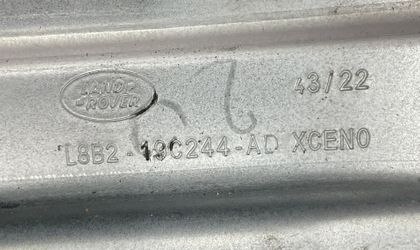 LAND-
ROVER
43/22
L8B2-19C244-AD XCENO